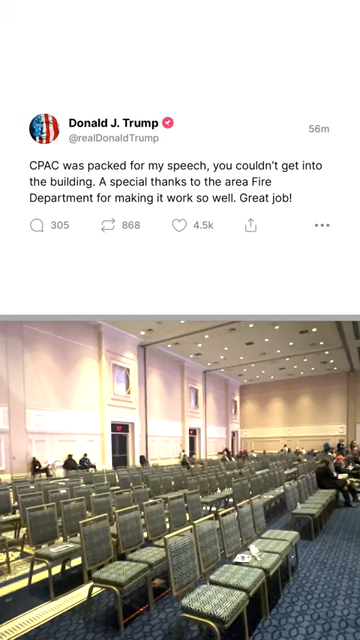 Donald J. Trump
@realDonaldTrump
56m
CPAC was packed for my speech, you couldn't get into
the building. A special thanks to the area Fire
Department for making it work so well. Great job!
305 868 4.5k